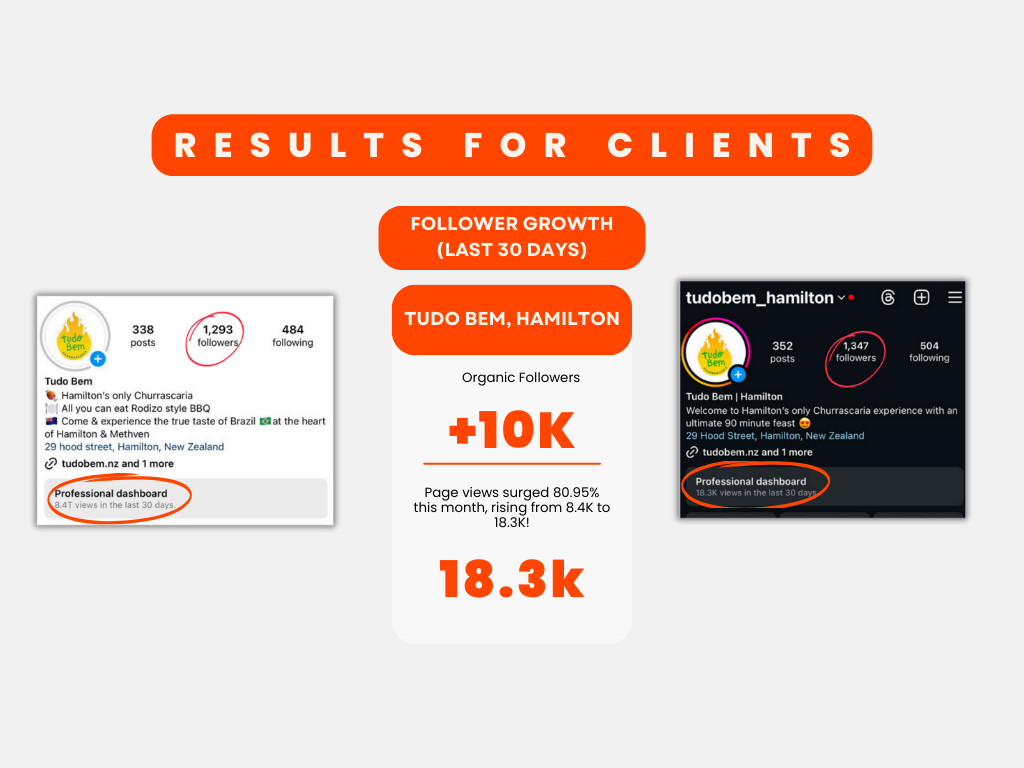 RESULTS FOR CLIENTS
FOLLOWER GROWTH
(LAST 30 DAYS)
TUDO BEM, HAMILTON
Organic Followers
+10K
Page views surged 80.95%
this month, rising from 8.4K to
18.3K!
18.3k
Tudo
Bem
338
posts
1,293
followers
484
following
Tudo Bem
Hamilton's only Churrascaria
All you can eat Rodizo style BBQ
Come & experience the true taste of Brazil 🇧🇷 at the heart
of Hamilton & Methven
29 hood street, Hamilton, New Zealand
tudobem.nz and 1 more
Professional dashboard
8.4T views in the last 30 days.
tudobem_hamilton
Tudo
Bem
352
posts
1,347
followers
504
following
Tudo Bem | Hamilton
Welcome to Hamilton's only Churrascaria experience with an
ultimate 90 minute feast 😍
29 Hood Street, Hamilton, New Zealand
tudobem.nz and 1 more
Professional dashboard
18.3K views in the last 30 days.